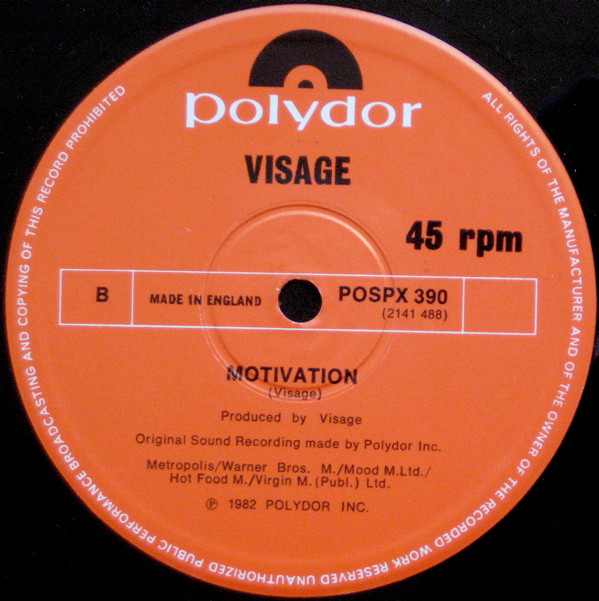 polydor
VISAGE
45 rpm
B
MADE IN ENGLAND
POSPX 390
(2141 488)
MOTIVATION
(Visage)
Produced by Visage
Original Sound Recording made by Polydor Inc.
Metropolis/Warner Bros. M./Mood M.Ltd./
Hot Food M./Virgin M. (Publ.) Ltd.
℗ 1982 POLYDOR INC.
ALL RIGHTS OF THE MANUFACTURER AND OF THE OWNER OF THE RECORDED WORK RESERVED UNAUTHORIZED PUBLIC PERFORMANCE BROADCASTING AND COPYING OF THIS RECORD PROHIBITED